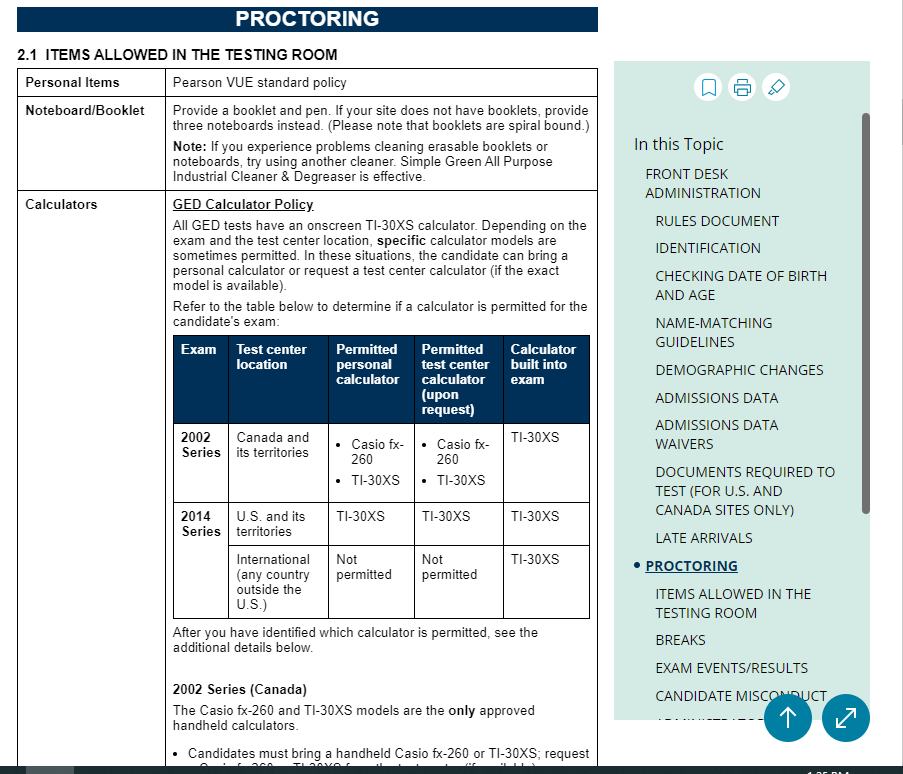 PROCTORING
2.1 ITEMS ALLOWED IN THE TESTING ROOM
Personal Items
Pearson VUE standard policy
Noteboard/Booklet
Provide a booklet and pen. If your site does not have booklets, provide
three noteboards instead. (Please note that booklets are spiral bound.)
Note: If you experience problems cleaning erasable booklets or
noteboards, try using another cleaner. Simple Green All Purpose
Industrial Cleaner & Degreaser is effective.
Calculators
GED Calculator Policy
All GED tests have an onscreen TI-30XS calculator. Depending on the
exam and the test center location, specific calculator models are
sometimes permitted. In these situations, the candidate can bring a
personal calculator or request a test center calculator (if the exact
model is available).
Refer to the table below to determine if a calculator is permitted for the
candidate's exam:
Exam
Test center
location
Permitted
personal
calculator
Permitted
test center
calculator
(upon
request)
Calculator
built into
exam
2002
Series
Canada and
its territories
• Casio fx-
260
• TI-30XS
• Casio fx-
260
• TI-30XS
TI-30XS
2014
Series
U.S. and its
territories
TI-30XS
TI-30XS
TI-30XS
International
(any country
outside the
U.S.)
Not
permitted
Not
permitted
TI-30XS
After you have identified which calculator is permitted, see the
additional details below.
2002 Series (Canada)
The Casio fx-260 and TI-30XS models are the only approved
handheld calculators.
• Candidates must bring a handheld Casio fx-260 or TI-30XS; request
In this Topic
FRONT DESK
ADMINISTRATION
RULES DOCUMENT
IDENTIFICATION
CHECKING DATE OF BIRTH
AND AGE
NAME-MATCHING
GUIDELINES
DEMOGRAPHIC CHANGES
ADMISSIONS DATA
ADMISSIONS DATA
WAIVERS
DOCUMENTS REQUIRED TO
TEST (FOR U.S. AND
CANADA SITES ONLY)
LATE ARRIVALS
• PROCTORING
ITEMS ALLOWED IN THE
TESTING ROOM
BREAKS
EXAM EVENTS/RESULTS
CANDIDATE MISCONDUCT